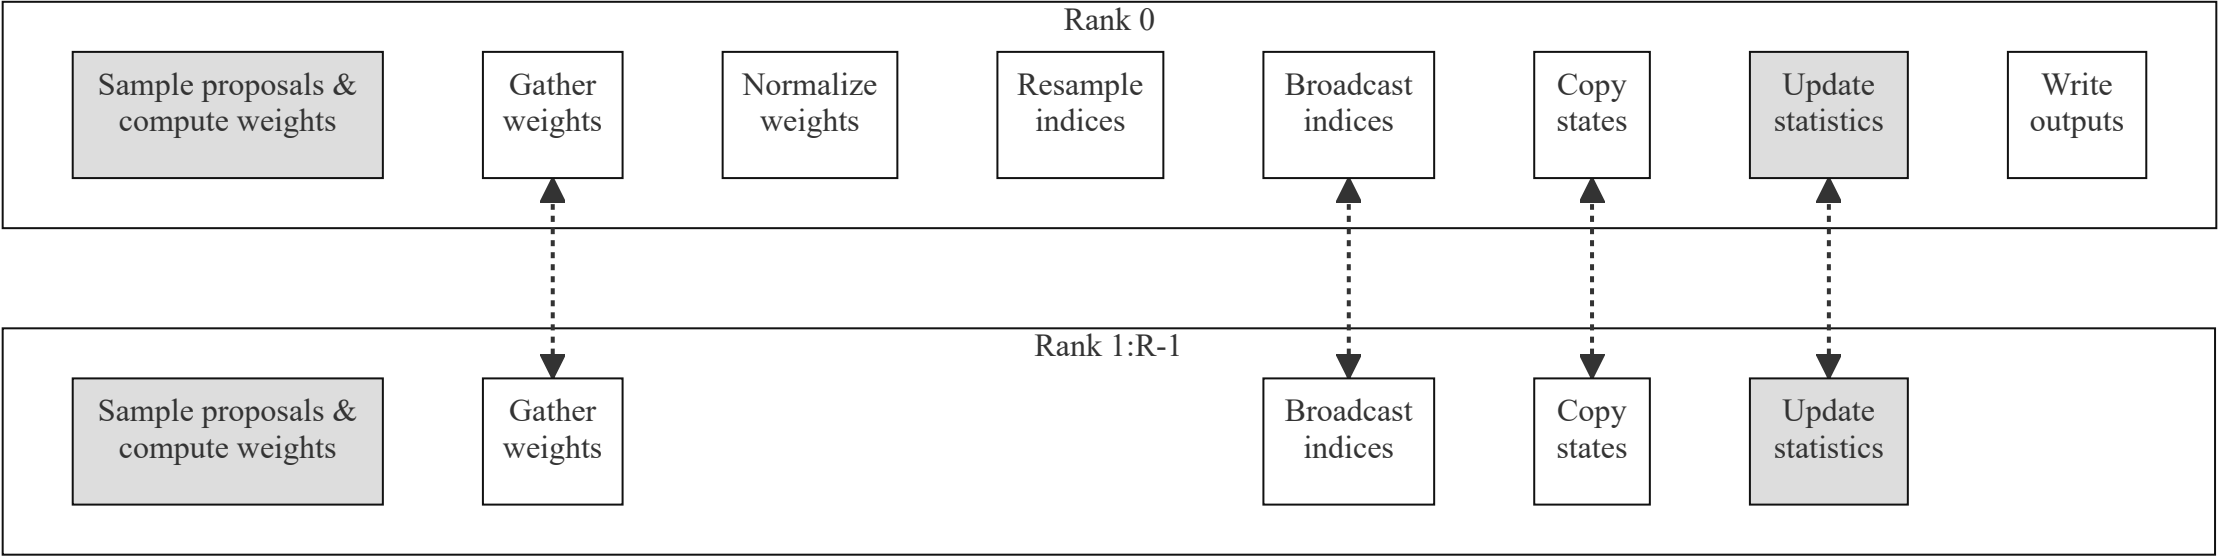 Rank 0
Sample proposals &
compute weights
Gather
weights
Normalize
weights
Resample
indices
Broadcast
indices
Copy
states
Update
statistics
Write
outputs
Rank 1:R-1
Sample proposals &
compute weights
Gather
weights
Broadcast
indices
Copy
states
Update
statistics